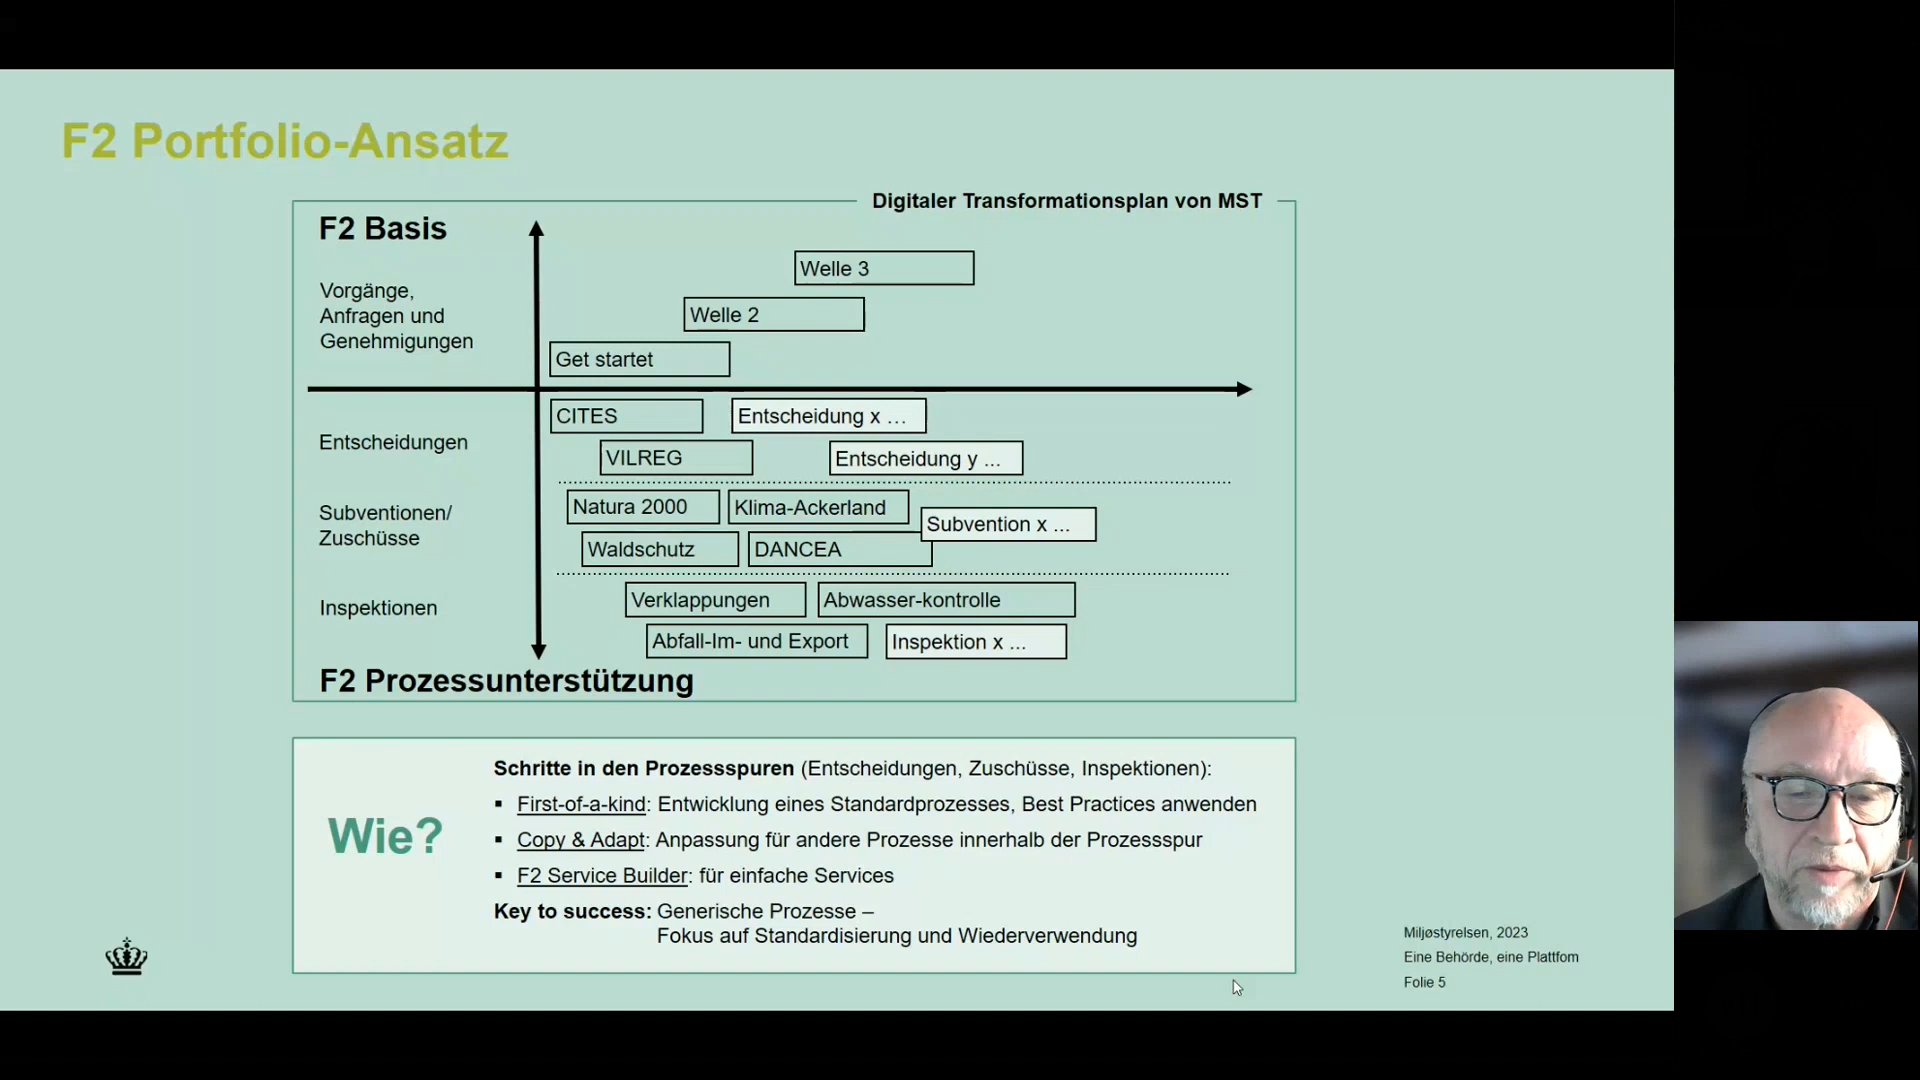 F2 Portfolio-Ansatz
Digitaler Transformationsplan von MST
F2 Basis
Vorgänge,
Anfragen und
Genehmigungen
Welle 3
Welle 2
Get startet
Entscheidungen
CITES
Entscheidung x ...
VILREG
Entscheidung y ...
Subventionen/
Zuschüsse
Natura 2000
Klima-Ackerland
Subvention x ...
Waldschutz
DANCEA
Inspektionen
Verklappungen
Abwasser-kontrolle
Abfall-Im- und Export
Inspektion x ...
F2 Prozessunterstützung
Wie?
Schritte in den Prozessspuren (Entscheidungen, Zuschüsse, Inspektionen):
▪ First-of-a-kind: Entwicklung eines Standardprozesses, Best Practices anwenden
▪ Copy & Adapt: Anpassung für andere Prozesse innerhalb der Prozessspur
▪ F2 Service Builder: für einfache Services
Key to success: Generische Prozesse –
Fokus auf Standardisierung und Wiederverwendung
Miljøstyrelsen, 2023
Eine Behörde, eine Plattfom
Folie 5